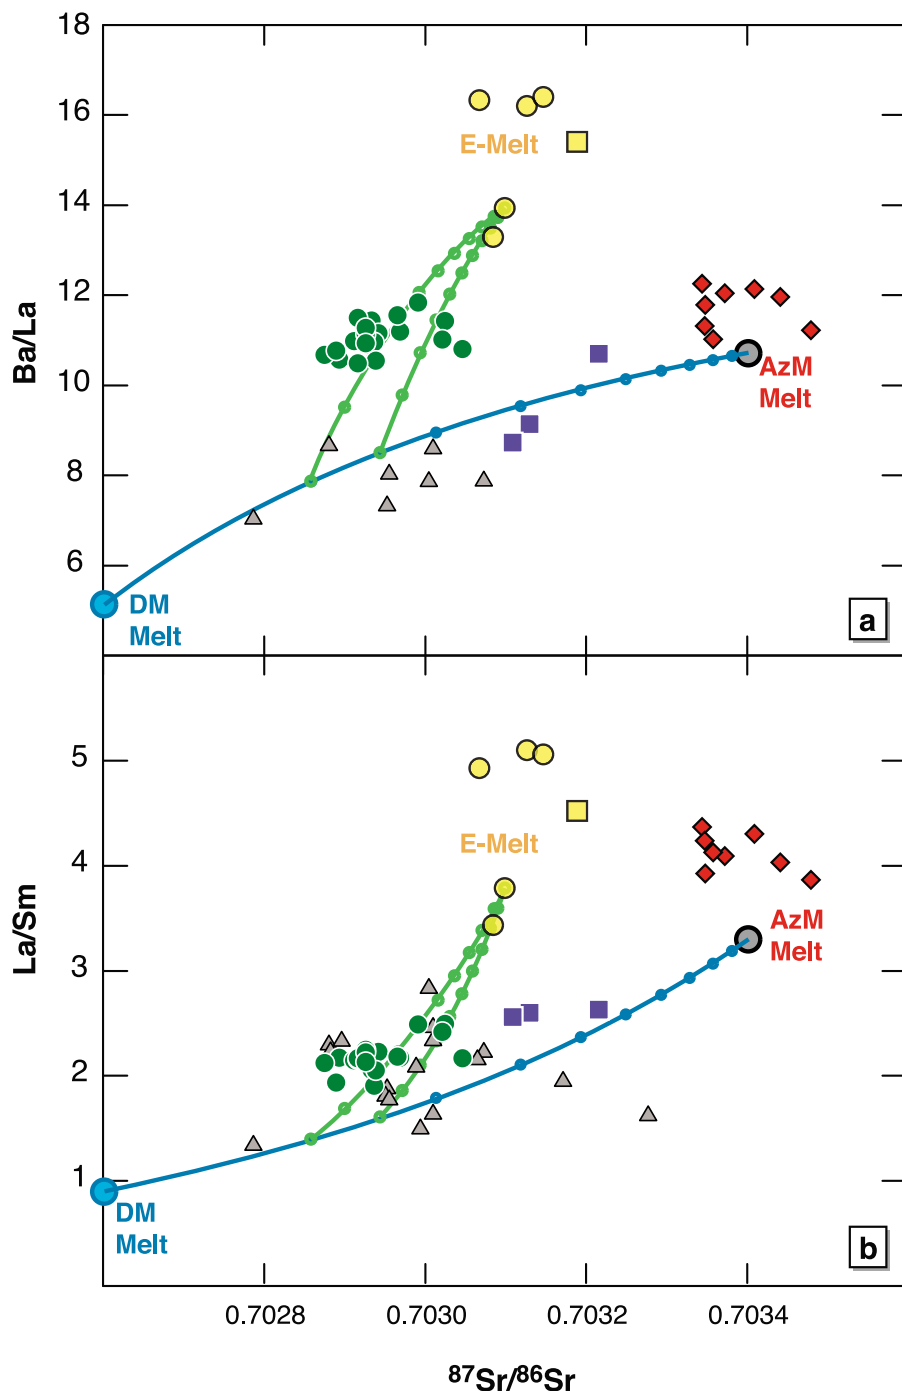 18
16
14
12
10
8
6
Ba/La
E-Melt
AzM
Melt
DM
Melt
a
5
4
3
2
1
La/Sm
E-Melt
AzM
Melt
DM
Melt
b
0.7028
0.7030
0.7032
0.7034
⁸⁷Sr/⁸⁶Sr